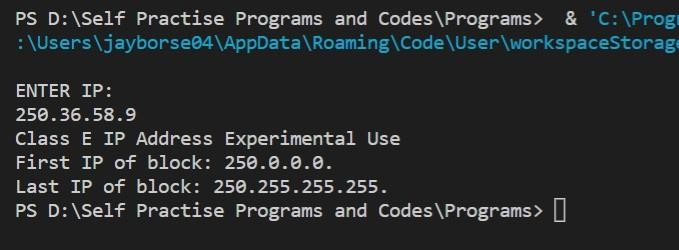 PS D:\Self Practise Programs and Codes\Programs>  & 'C:\Progr
:\Users\jayborse04\AppData\Roaming\Code\User\workspaceStorage
ENTER IP:
250.36.58.9
Class E IP Address Experimental Use
First IP of block: 250.0.0.0.
Last IP of block: 250.255.255.255.
PS D:\Self Practise Programs and Codes\Programs>